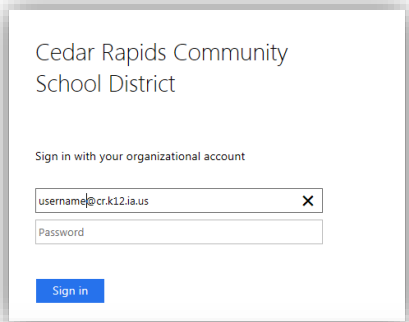 Cedar Rapids Community
School District
Sign in with your organizational account
username@cr.k12.ia.us
Password
Sign in